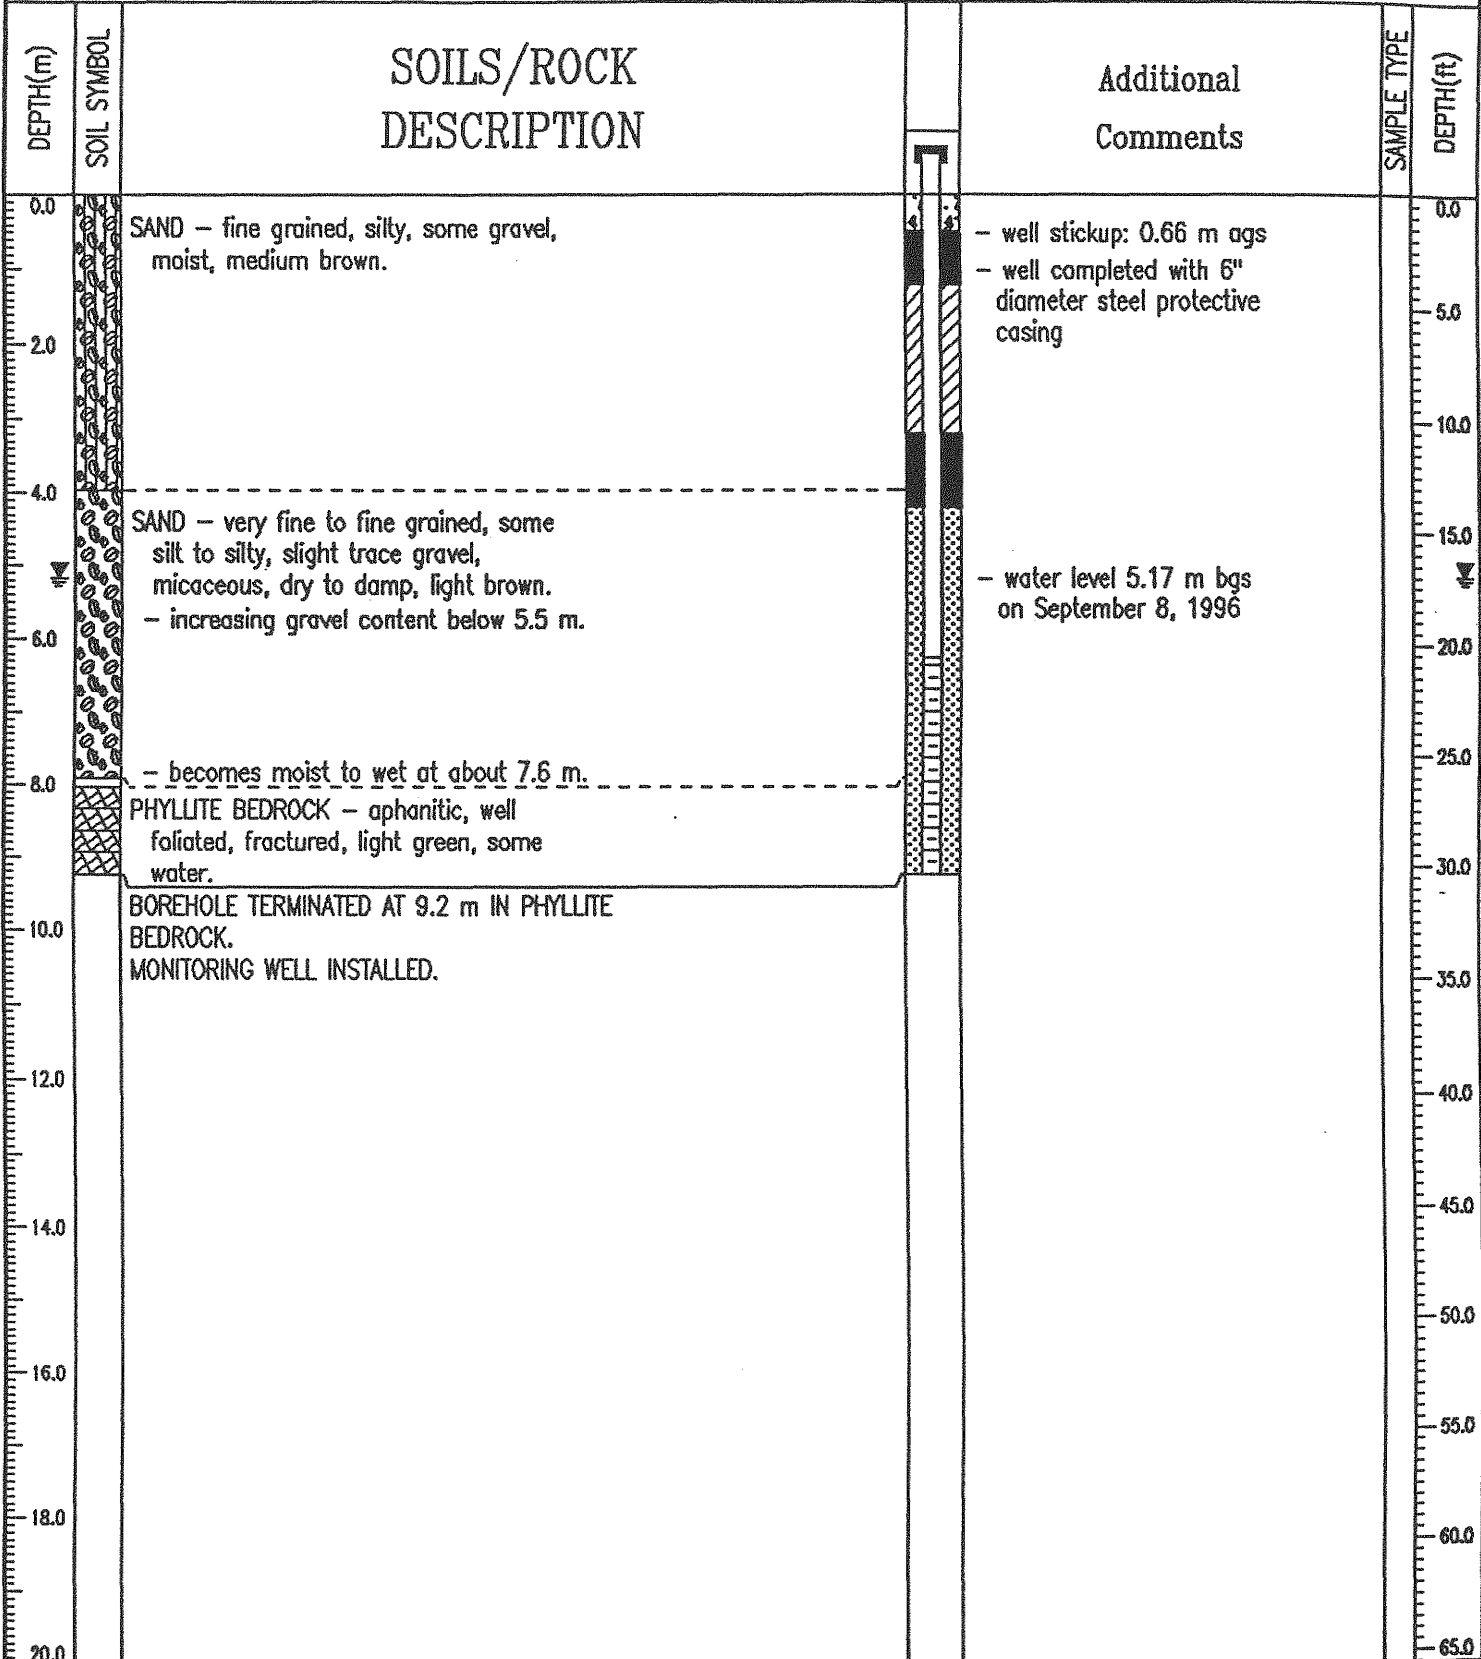 DEPTH(m)
SOIL SYMBOL
SOILS/ROCK
DESCRIPTION
Additional
Comments
SAMPLE TYPE
DEPTH(ft)
0.0
2.0
4.0
6.0
8.0
10.0
12.0
14.0
16.0
18.0
20.0
SAND – fine grained, silty, some gravel,
moist, medium brown.
SAND – very fine to fine grained, some
silt to silty, slight trace gravel,
micaceous, dry to damp, light brown.
– increasing gravel content below 5.5 m.
– becomes moist to wet at about 7.6 m.
PHYLLITE BEDROCK – aphanitic, well
foliated, fractured, light green, some
water.
BOREHOLE TERMINATED AT 9.2 m IN PHYLLITE
BEDROCK.
MONITORING WELL INSTALLED.
– well stickup: 0.66 m ags
– well completed with 6"
diameter steel protective
casing
– water level 5.17 m bgs
on September 8, 1996
0.0
5.0
10.0
15.0
20.0
25.0
30.0
35.0
40.0
45.0
50.0
55.0
60.0
65.0